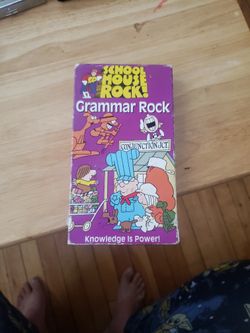 SCHOOL
HOUSE
ROCK!
Grammar Rock
CONJUNCTION JCT.
Knowledge Is Power!